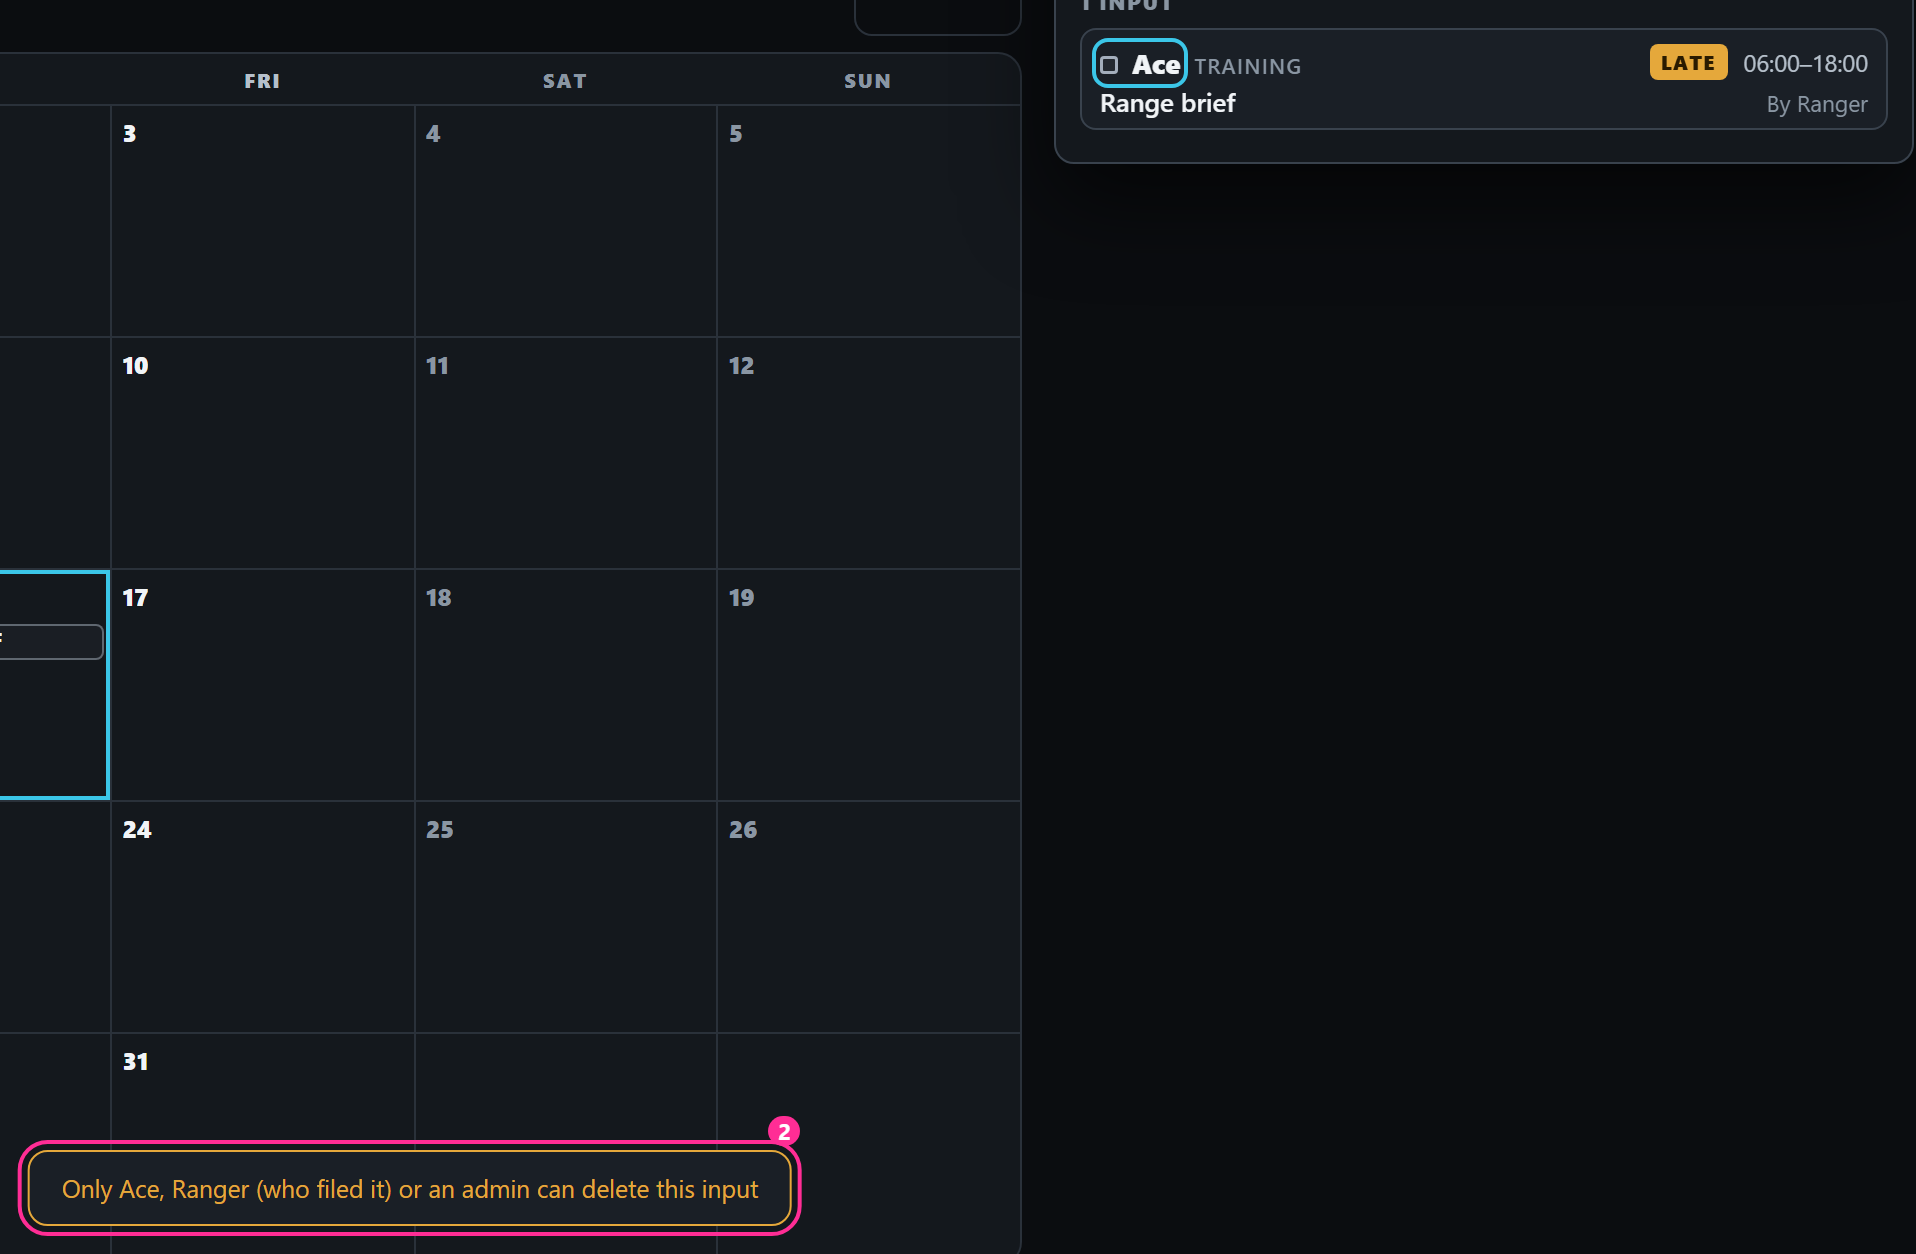 1 INPUT
Ace TRAINING LATE 06:00–18:00
Range brief By Ranger
FRI SAT SUN
3 4 5
10 11 12
17 18 19
24 25 26
31
2
Only Ace, Ranger (who filed it) or an admin can delete this input